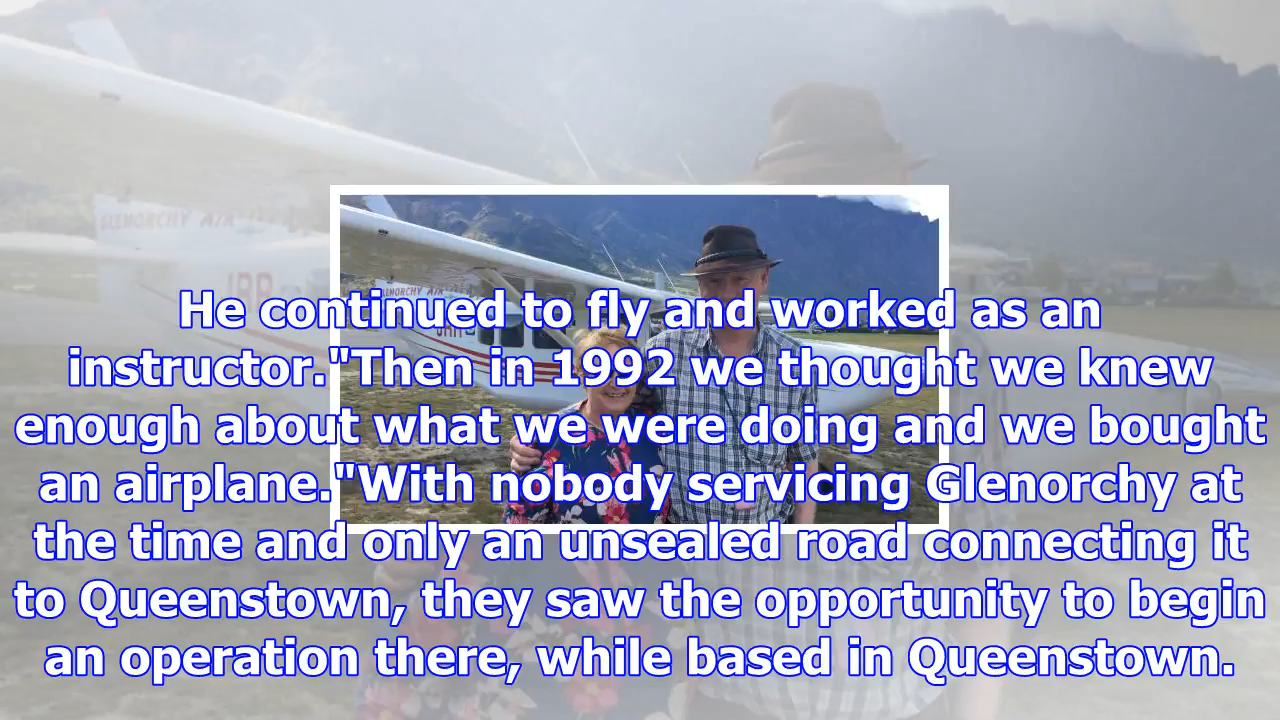 GLENORCHY AIR
He continued to fly and worked as an
instructor."Then in 1992 we thought we knew
enough about what we were doing and we bought
an airplane."With nobody servicing Glenorchy at
the time and only an unsealed road connecting it
to Queenstown, they saw the opportunity to begin
an operation there, while based in Queenstown.